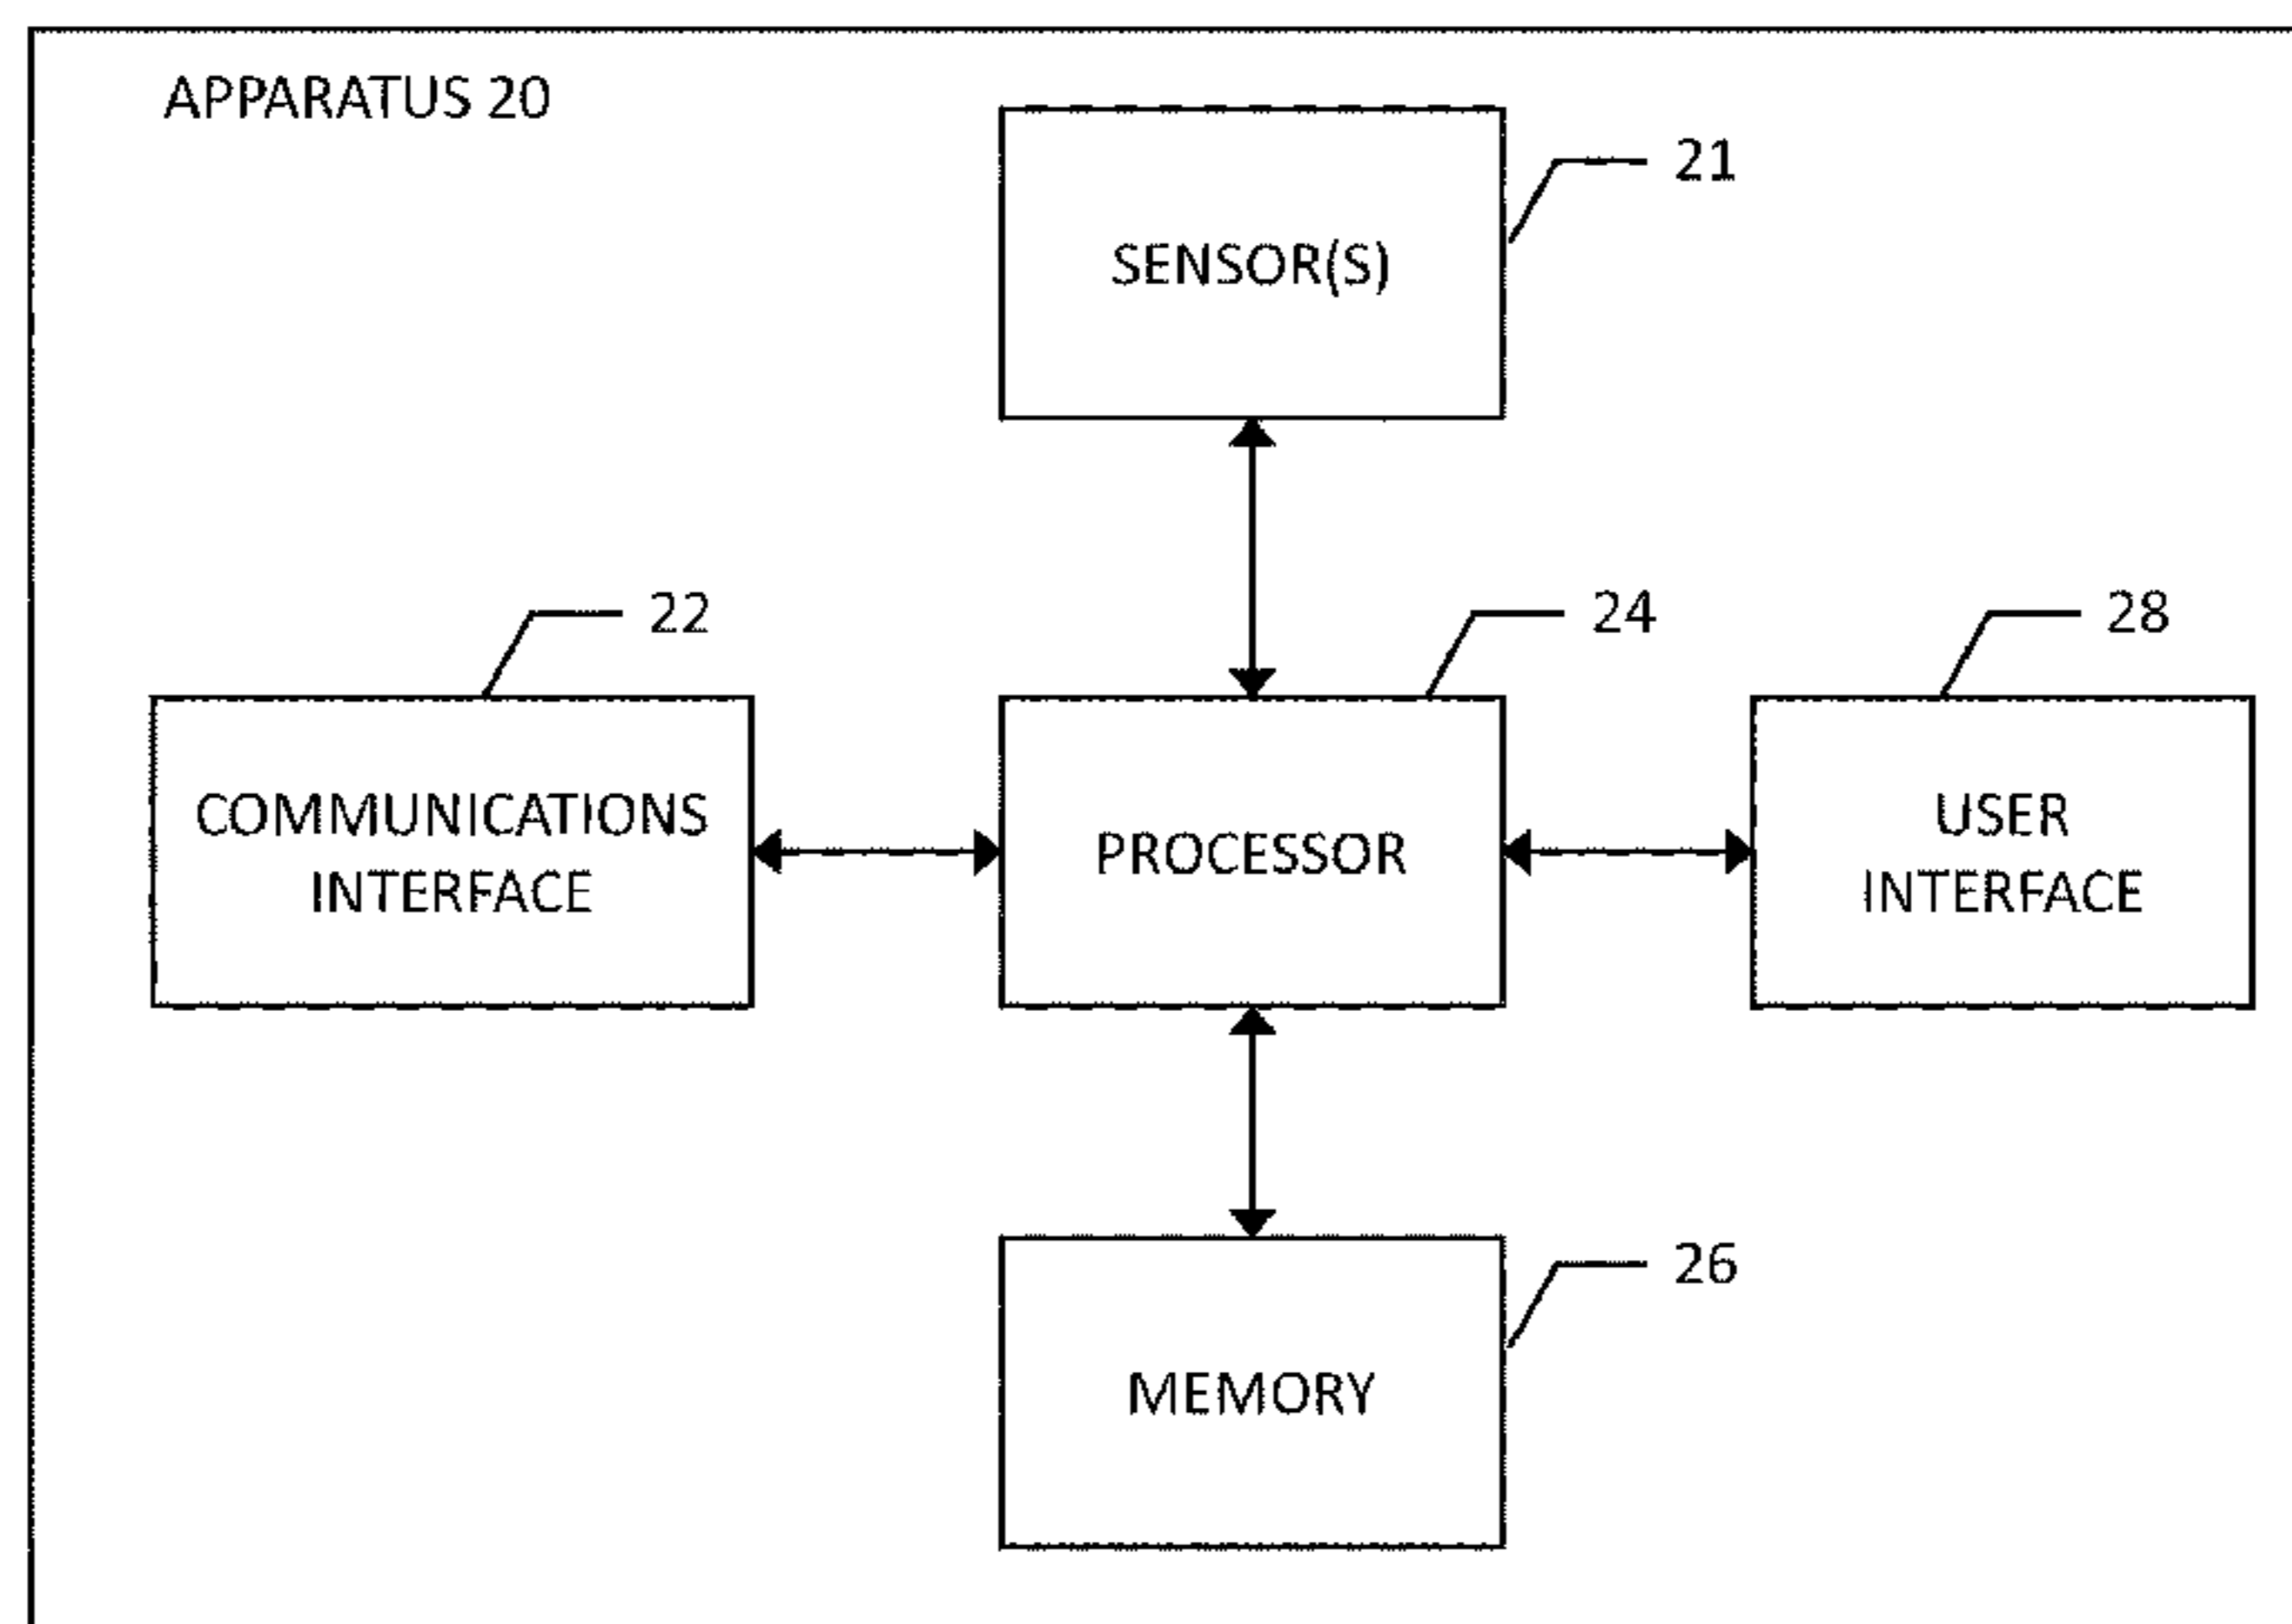 APPARATUS 20
21
SENSOR(S)
22
24
28
COMMUNICATIONS
INTERFACE
PROCESSOR
USER
INTERFACE
26
MEMORY